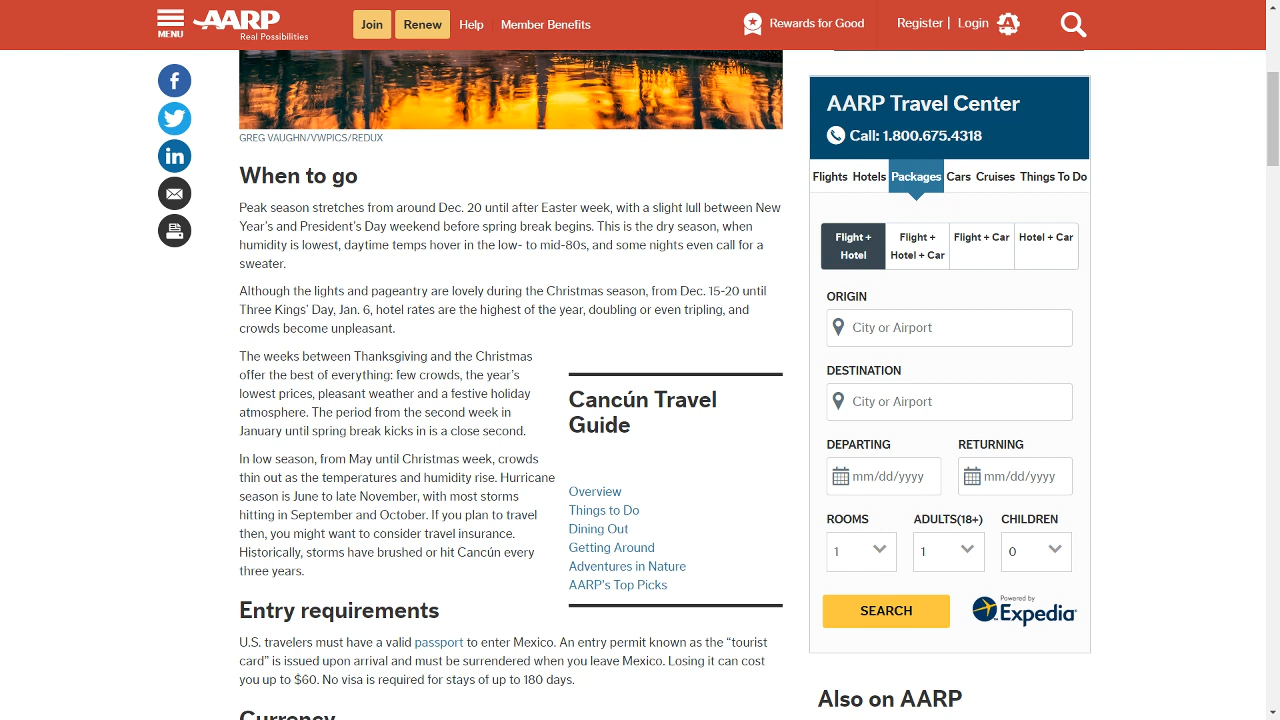 MENU
AARP
Real Possibilities
Join
Renew
Help
Member Benefits
Rewards for Good
Register |
Login
GREG VAUGHN/VWPICS/REDUX
When to go
Peak season stretches from around Dec. 20 until after Easter week, with a slight lull between New
Year's and President's Day weekend before spring break begins. This is the dry season, when
humidity is lowest, daytime temps hover in the low- to mid-80s, and some nights even call for a
sweater.
Although the lights and pageantry are lovely during the Christmas season, from Dec. 15-20 until
Three Kings' Day, Jan. 6, hotel rates are the highest of the year, doubling or even tripling, and
crowds become unpleasant.
The weeks between Thanksgiving and the Christmas
offer the best of everything: few crowds, the year's
lowest prices, pleasant weather and a festive holiday
atmosphere. The period from the second week in
January until spring break kicks in is a close second.
In low season, from May until Christmas week, crowds
thin out as the temperatures and humidity rise. Hurricane
season is June to late November, with most storms
hitting in September and October. If you plan to travel
then, you might want to consider travel insurance.
Historically, storms have brushed or hit Cancún every
three years.
Cancún Travel
Guide
Overview
Things to Do
Dining Out
Getting Around
Adventures in Nature
AARP's Top Picks
Entry requirements
U.S. travelers must have a valid passport to enter Mexico. An entry permit known as the “tourist
card” is issued upon arrival and must be surrendered when you leave Mexico. Losing it can cost
you up to $60. No visa is required for stays of up to 180 days.
Currency
AARP Travel Center
Call: 1.800.675.4318
Flights
Hotels
Packages
Cars
Cruises
Things To Do
Flight +
Hotel
Flight +
Hotel + Car
Flight + Car
Hotel + Car
ORIGIN
City or Airport
DESTINATION
City or Airport
DEPARTING
RETURNING
mm/dd/yyyy
mm/dd/yyyy
ROOMS
ADULTS(18+)
CHILDREN
1
1
0
SEARCH
Powered by
Expedia
Also on AARP